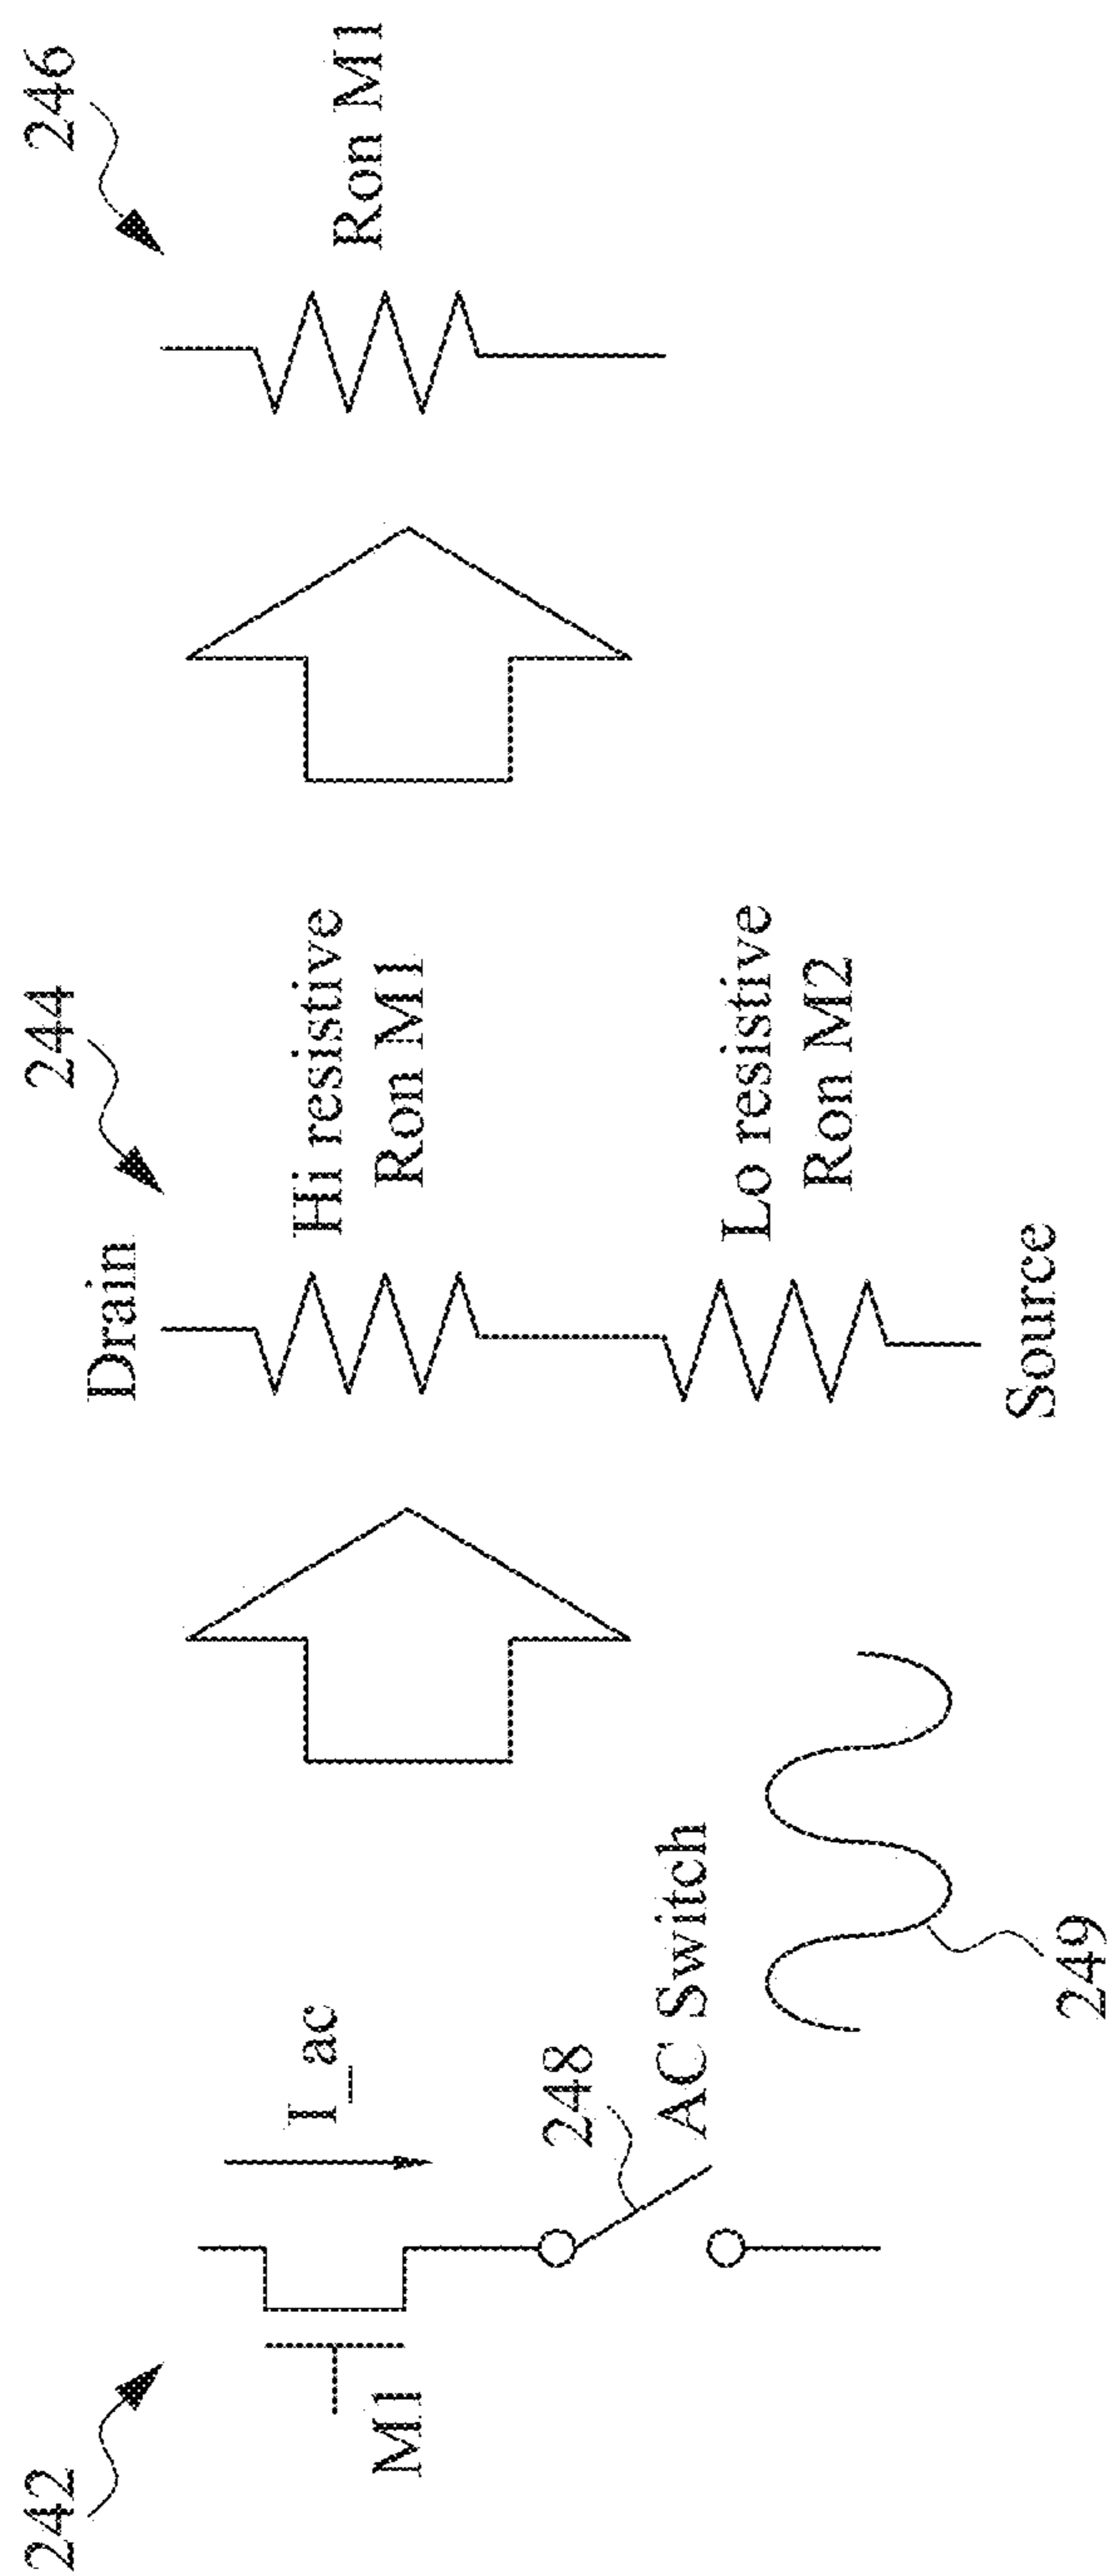 242
M1
I_ac
248
AC Switch
249
244
Drain
Hi resistive
Ron M1
Lo resistive
Ron M2
Source
246
Ron M1